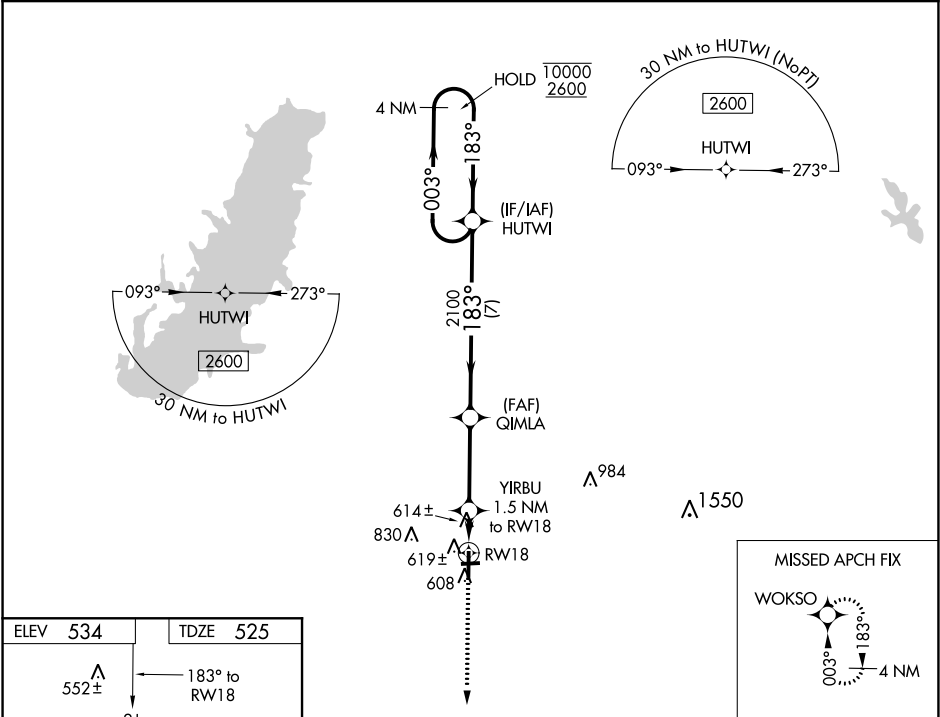 HOLD 10000
2600
4 NM
003°
183°
(IF/IAF)
HUTWI
30 NM to HUTWI (NoPT)
2600
HUTWI
093°
273°
093°
273°
HUTWI
2600
30 NM to HUTWI
2100
183°
(7)
(FAF)
QIMLA
984
1550
YIRBU
1.5 NM
to RW18
614±
830
619±
RW18
608
MISSED APCH FIX
WOKSO
003°
183°
4 NM
ELEV 534
TDZE 525
552±
183° to
RW18